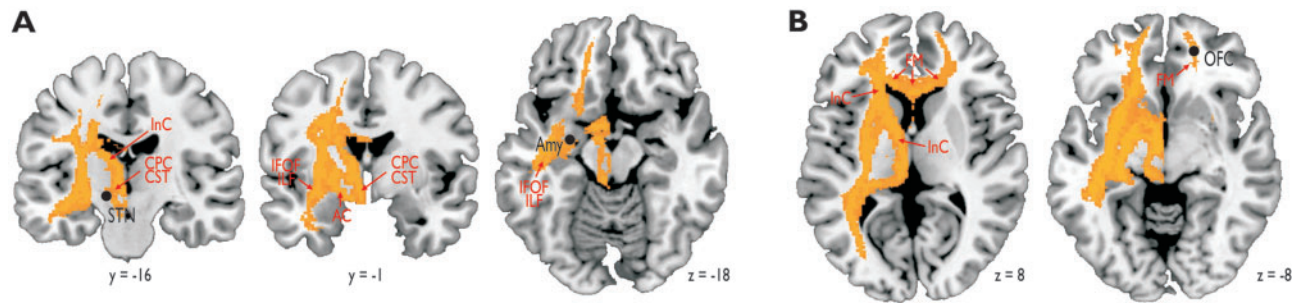 A
InC
CPC
CST
STN
y = -16
IFOF
ILF
CPC
CST
AC
y = -1
Amy
IFOF
ILF
z = -18
B
FM
InC
InC
z = 8
OFC
FM
z = -8